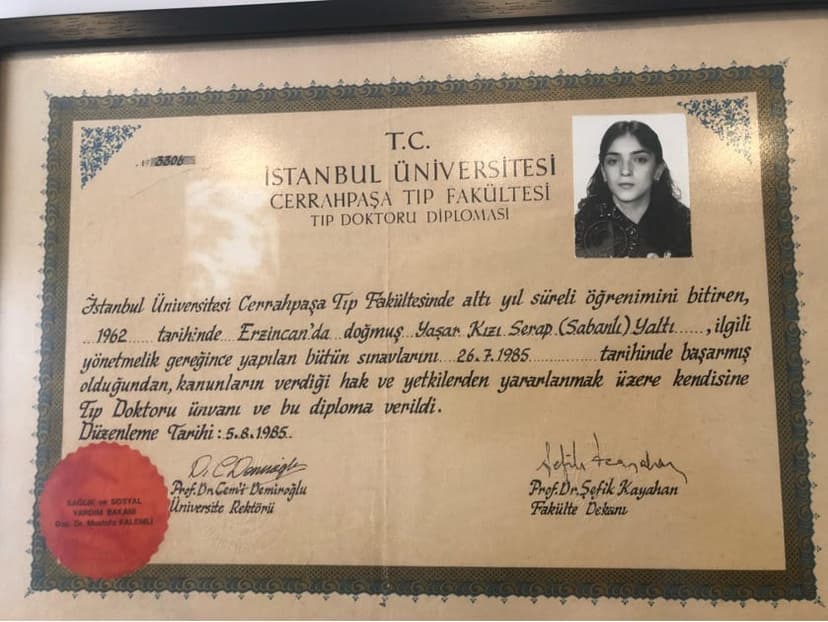 T.C.
№ 3306
İSTANBUL ÜNİVERSİTESİ
CERRAHPAŞA TIP FAKÜLTESİ
TIP DOKTORU DİPLOMASI
İstanbul Üniversitesi Cerrahpaşa Tıp Fakültesinde altı yıl süreli öğrenimini bitiren,
..1962.... tarihinde Erzincan'da doğmuş Yaşar Kızı Serap (Sabanlı) Yaltı ....., ilgili
yönetmelik gereğince yapılan bütün sınavlarını 26.7.1985 ............ tarihinde başarmış
olduğundan, kanunların verdiği hak ve yetkilerden yararlanmak üzere kendisine
Tıp Doktoru ünvanı ve bu diploma verildi.
Düzenleme Tarihi : 5.8.1985.
Prof.Dr.Cem'i Demiroğlu
Üniversite Rektörü
Prof.Dr.Şefik Kayahan
Fakülte Dekanı
SAĞLIK ve SOSYAL
YARDIM BAKANI
Doç. Dr. Mustafa KALEMLİ